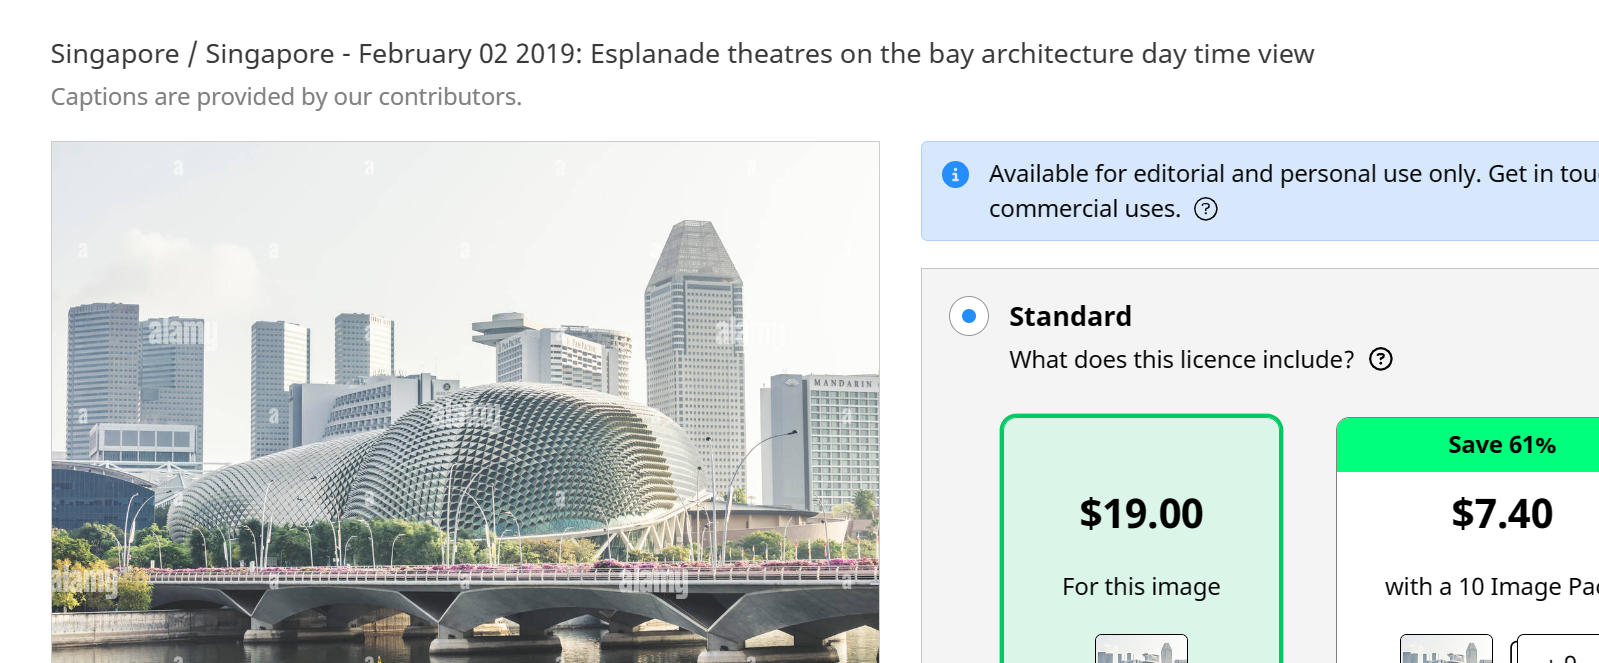 Singapore / Singapore - February 02 2019: Esplanade theatres on the bay architecture day time view
Captions are provided by our contributors.
a a a a
a a a a
alamy alamy
PAN PACIFIC
MANDARIN
a a alamy a
a a
alamy a alamy a
a a a
Available for editorial and personal use only. Get in tou
commercial uses. ?
Standard
What does this licence include? ?
Save 61%
$19.00
For this image
$7.40
with a 10 Image Pa